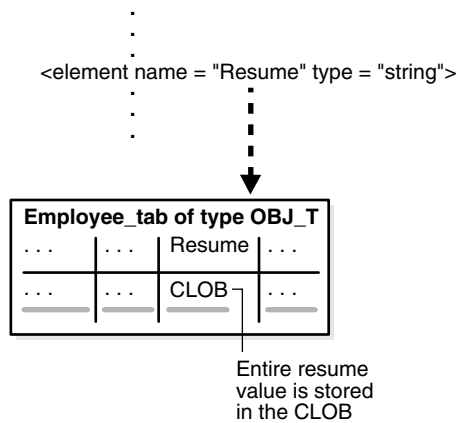 .
.
.
<element name = "Resume" type = "string">
.
.
.
Employee_tab of type OBJ_T
. . . . . . Resume . . .
. . . . . . CLOB . . .
Entire resume
value is stored
in the CLOB